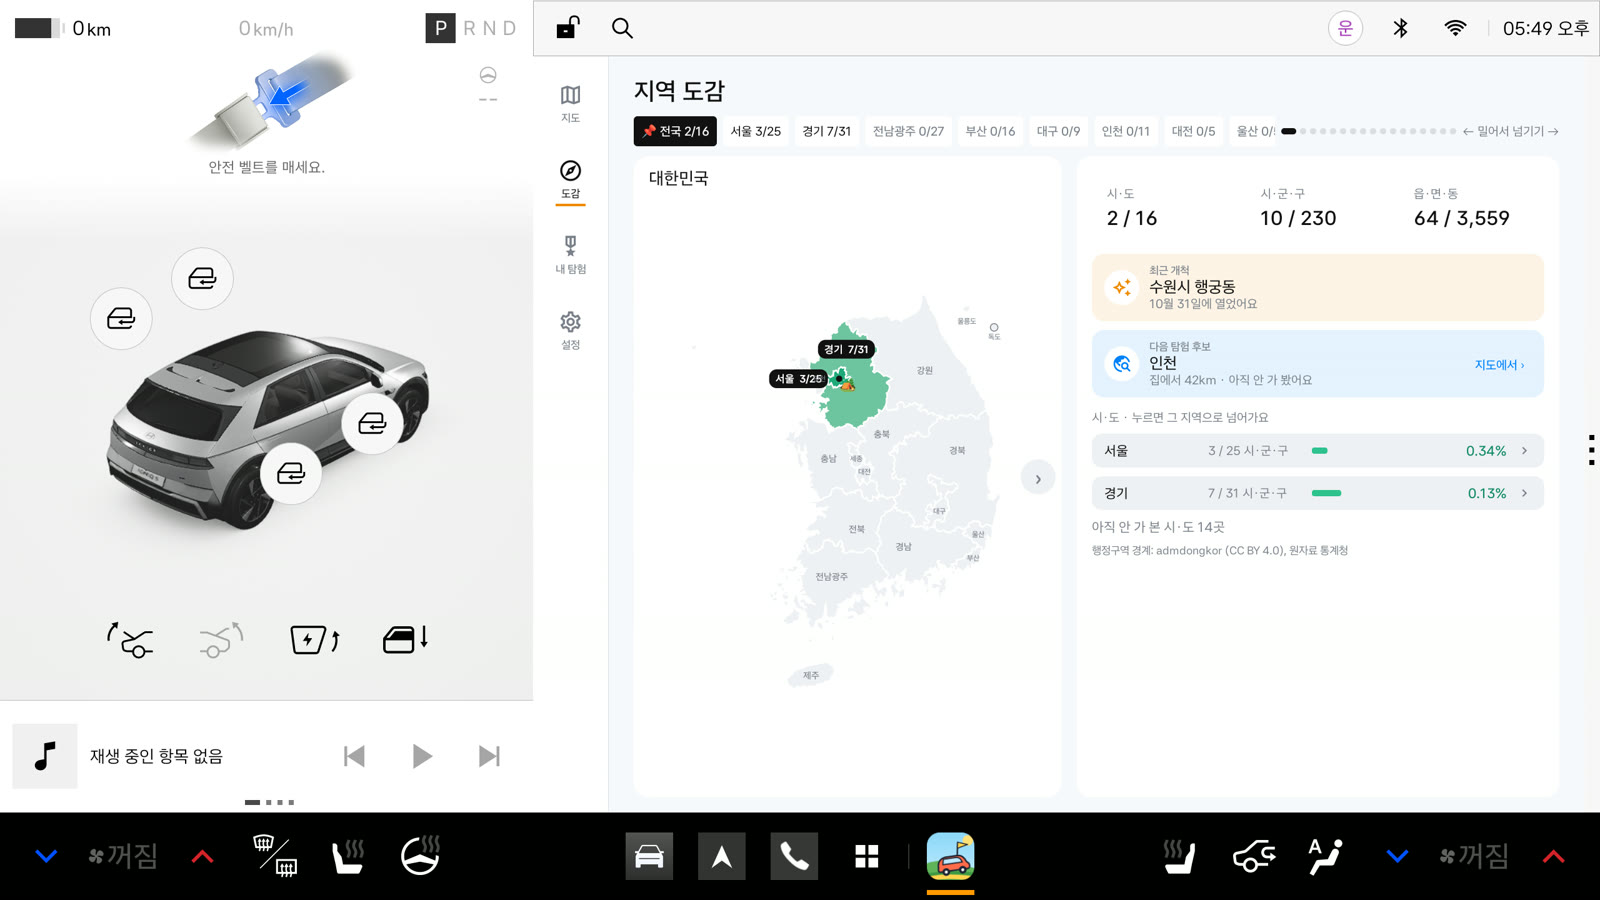 0 km
0 km/h
P R N D
--
안전 벨트를 매세요.
재생 중인 항목 없음
운
05:49 오후
지도
도감
내 탐험
설정
지역 도감
📌 전국 2/16
서울 3/25
경기 7/31
전남광주 0/27
부산 0/16
대구 0/9
인천 0/11
대전 0/5
울산 0/
← 밀어서 넘기기 →
대한민국
울릉도
독도
경기 7/31
서울 3/25
강원
충북
충남
세종
대전
경북
대구
전북
경남
울산
부산
전남광주
제주
시·도
2 / 16
시·군·구
10 / 230
읍·면·동
64 / 3,559
최근 개척
수원시 행궁동
10월 31일에 열었어요
다음 탐험 후보
인천
집에서 42km · 아직 안 가 봤어요
지도에서 ›
시·도 · 누르면 그 지역으로 넘어가요
서울
3 / 25 시·군·구
0.34%
경기
7 / 31 시·군·구
0.13%
아직 안 가 본 시·도 14곳
행정구역 경계: admdongkor (CC BY 4.0), 원자료 통계청
꺼짐
A
꺼짐